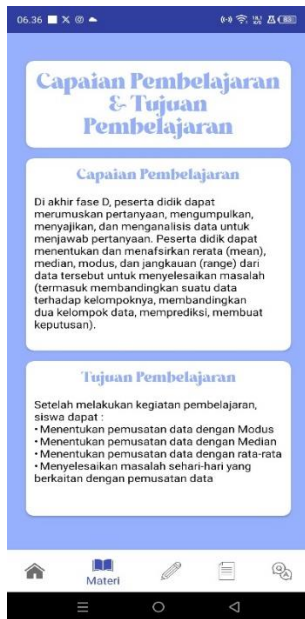 06.36
Capaian Pembelajaran
& Tujuan
Pembelajaran
Capaian Pembelajaran
Di akhir fase D, peserta didik dapat
merumuskan pertanyaan, mengumpulkan,
menyajikan, dan menganalisis data untuk
menjawab pertanyaan. Peserta didik dapat
menentukan dan menafsirkan rerata (mean),
median, modus, dan jangkauan (range) dari
data tersebut untuk menyelesaikan masalah
(termasuk membandingkan suatu data
terhadap kelompoknya, membandingkan
dua kelompok data, memprediksi, membuat
keputusan).
Tujuan Pembelajaran
Setelah melakukan kegiatan pembelajaran,
siswa dapat :
• Menentukan pemusatan data dengan Modus
• Menentukan pemusatan data dengan Median
• Menentukan pemusatan data dengan rata-rata
• Menyelesaikan masalah sehari-hari yang
berkaitan dengan pemusatan data
Materi